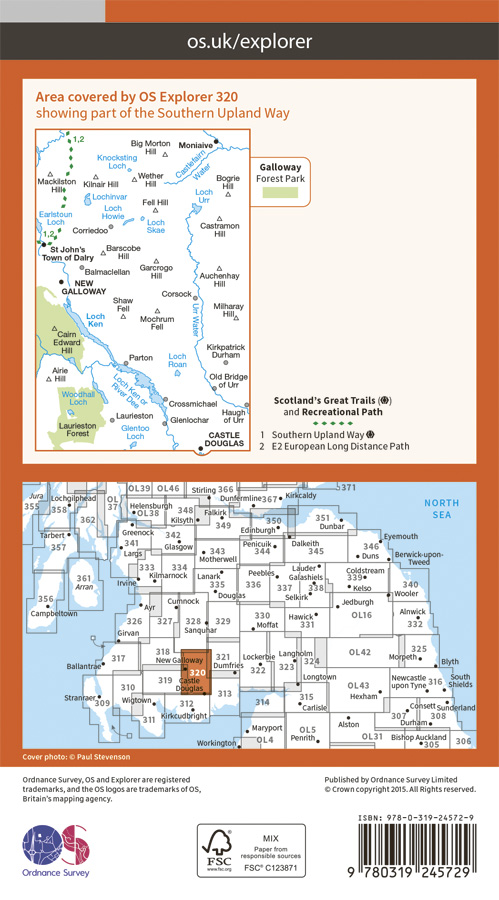 os.uk/explorer
Area covered by OS Explorer 320
showing part of the Southern Upland Way
1,2
Big Morton
Hill
Moniaive
Knocksting
Loch
Castlefairn
Water
Mackilston
Hill
Kilnair Hill
Wether
Hill
Bogrie
Hill
Lochinvar
Loch
Urr
Earlstoun
Loch
Loch
Howie
Fell Hill
Loch
Skae
Corriedoo
Castramon
Hill
1,2
St John's
Town of Dalry
Barscobe
Hill
Balmaclellan
Garcrogo
Hill
Auchenhay
Hill
NEW
GALLOWAY
Corsock
Shaw
Fell
Mochrum
Fell
Milharay
Hill
Loch
Ken
Urr Water
Cairn
Edward
Hill
Kirkpatrick
Durham
Parton
Loch
Roan
Airie
Hill
Loch Ken or
River Dee
Old Bridge
of Urr
Woodhall
Loch
Crossmichael
Laurieston
Glenlochar
Haugh
of Urr
Laurieston
Forest
Glentoo
Loch
CASTLE
DOUGLAS
Galloway
Forest Park
Scotland's Great Trails ()
and Recreational Path
1 Southern Upland Way
2 E2 European Long Distance Path
Jura
355
Lochgilphead
358
362
OL
37
OL39
OL46
Stirling
366
Dunfermline
367
Kirkcaldy
371
NORTH
SEA
Helensburgh
OL38
348
Kilsyth
Falkirk
349
Edinburgh
350
351
Dunbar
Tarbert
357
Greenock
341
Largs
342
Glasgow
343
Motherwell
Penicuik
344
Dalkeith
345
346
Duns
Eyemouth
Berwick-upon-
Tweed
361
Arran
333
Irvine
Kilmarnock
334
Lanark
335
Douglas
Peebles
336
Lauder
Galashiels
337
338
Selkirk
Coldstream
339
Kelso
340
Wooler
356
Campbeltown
Ayr
326
Cumnock
327
328
329
Sanquhar
330
Moffat
Hawick
331
Jedburgh
OL16
Alnwick
332
Girvan
Ballantrae
317
318
New Galloway
320
Castle
Douglas
319
321
Dumfries
Lockerbie
322
Langholm
323
324
OL42
325
Morpeth
Blyth
Longtown
Stranraer
309
310
Wigtown
311
312
Kirkcudbright
313
314
315
Carlisle
OL43
Hexham
Newcastle
upon Tyne
316
South
Shields
Sunderland
Consett
307
308
Durham
Maryport
OL4
Workington
OL5
Penrith
Alston
OL31
Bishop Auckland
305
306
Cover photo: © Paul Stevenson
Ordnance Survey, OS and Explorer are registered
trademarks, and the OS logos are trademarks of OS,
Britain's mapping agency.
Published by Ordnance Survey Limited
© Crown copyright 2015. All Rights reserved.
OS
Ordnance Survey
FSC
www.fsc.org
MIX
Paper from
responsible sources
FSC® C123871
ISBN: 978-0-319-24572-9
9 780319 245729